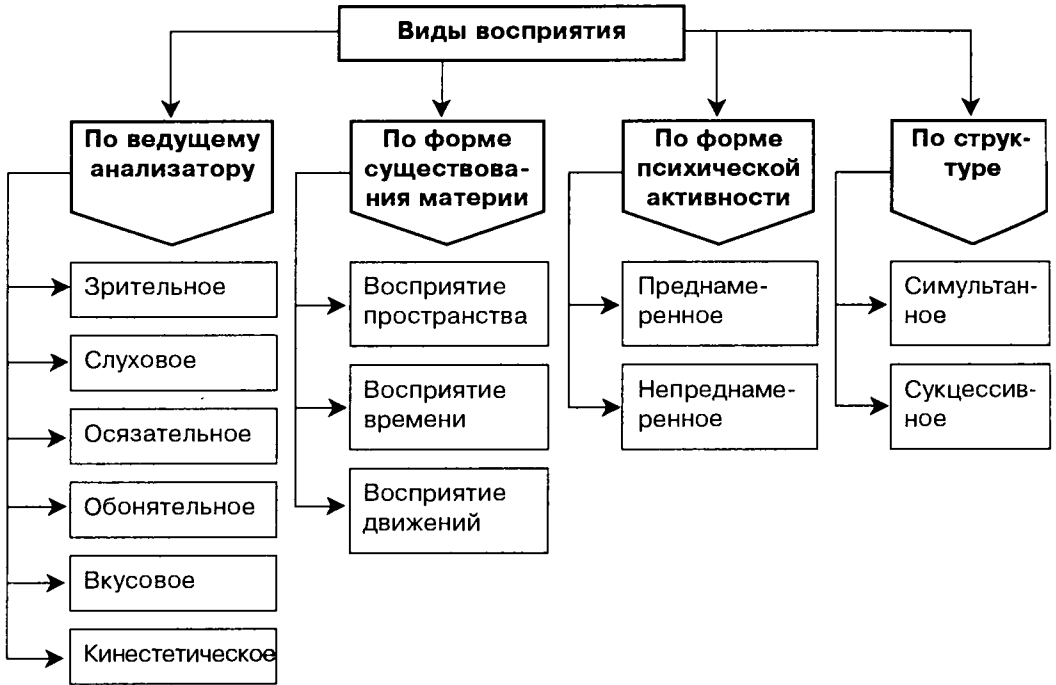 Виды восприятия
По ведущему
анализатору
Зрительное
Слуховое
Осязательное
Обонятельное
Вкусовое
Кинестетическое
По форме
существова-
ния материи
Восприятие
пространства
Восприятие
времени
Восприятие
движений
По форме
психической
активности
Преднаме-
ренное
Непреднаме-
ренное
По струк-
туре
Симультан-
ное
Сукцессив-
ное